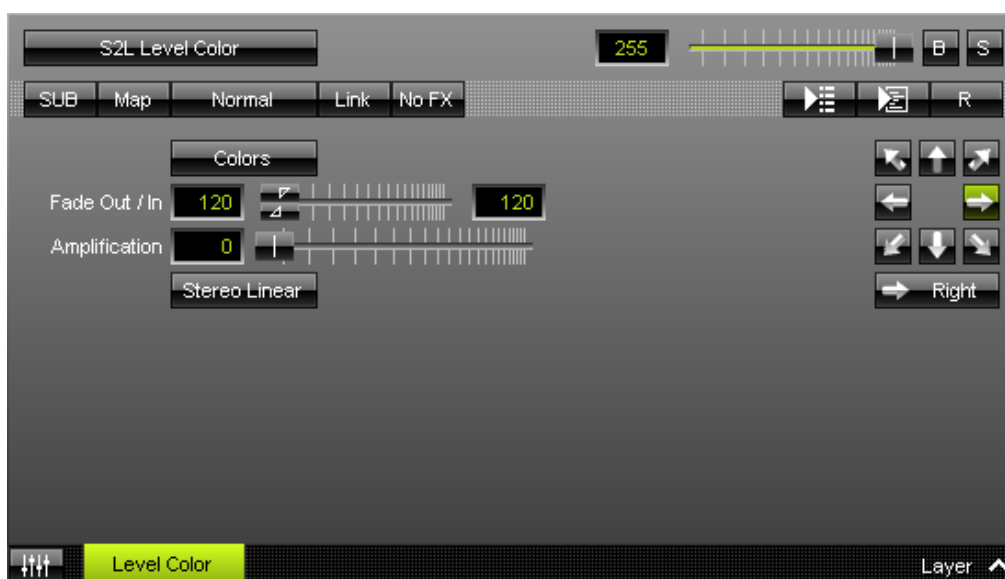 S2L Level Color 255 B S
SUB Map Normal Link No FX R
Colors
Fade Out / In 120 120
Amplification 0
Stereo Linear Right
Level Color Layer